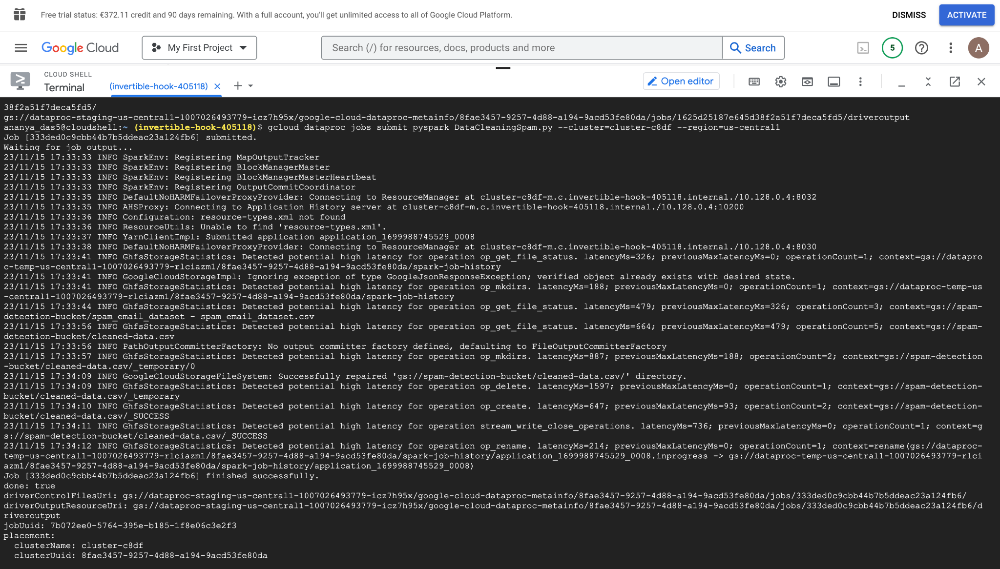 Free trial status: €372.11 credit and 90 days remaining. With a full account, you'll get unlimited access to all of Google Cloud Platform.
DISMISS
ACTIVATE
Google Cloud
My First Project
Search (/) for resources, docs, products and more
Search
5
A
CLOUD SHELL
Terminal
(invertible-hook-405118)
Open editor
38f2a51f7deca5fd5/
gs://dataproc-staging-us-central1-1007026493779-icz7h95x/google-cloud-dataproc-metainfo/8fae3457-9257-4d88-a194-9acd53fe80da/jobs/1625d25187e645d38f2a51f7deca5fd5/driveroutput
ananya_das5@cloudshell:~ (invertible-hook-405118)$ gcloud dataproc jobs submit pyspark DataCleaningSpam.py --cluster=cluster-c8df --region=us-central1
Job [333ded0c9cbb44b7b5ddeac23a124fb6] submitted.
Waiting for job output...
23/11/15 17:33:33 INFO SparkEnv: Registering MapOutputTracker
23/11/15 17:33:33 INFO SparkEnv: Registering BlockManagerMaster
23/11/15 17:33:33 INFO SparkEnv: Registering BlockManagerMasterHeartbeat
23/11/15 17:33:33 INFO SparkEnv: Registering OutputCommitCoordinator
23/11/15 17:33:35 INFO DefaultNoHARMFailoverProxyProvider: Connecting to ResourceManager at cluster-c8df-m.c.invertible-hook-405118.internal./10.128.0.4:8032
23/11/15 17:33:35 INFO AHSProxy: Connecting to Application History server at cluster-c8df-m.c.invertible-hook-405118.internal./10.128.0.4:10200
23/11/15 17:33:36 INFO Configuration: resource-types.xml not found
23/11/15 17:33:36 INFO ResourceUtils: Unable to find 'resource-types.xml'.
23/11/15 17:33:37 INFO YarnClientImpl: Submitted application application_1699988745529_0008
23/11/15 17:33:38 INFO DefaultNoHARMFailoverProxyProvider: Connecting to ResourceManager at cluster-c8df-m.c.invertible-hook-405118.internal./10.128.0.4:8030
23/11/15 17:33:41 INFO GhfsStorageStatistics: Detected potential high latency for operation op_get_file_status. latencyMs=326; previousMaxLatencyMs=0; operationCount=1; context=gs://datapro
c-temp-us-central1-1007026493779-rlciazm1/8fae3457-9257-4d88-a194-9acd53fe80da/spark-job-history
23/11/15 17:33:41 INFO GoogleCloudStorageImpl: Ignoring exception of type GoogleJsonResponseException; verified object already exists with desired state.
23/11/15 17:33:41 INFO GhfsStorageStatistics: Detected potential high latency for operation op_mkdirs. latencyMs=188; previousMaxLatencyMs=0; operationCount=1; context=gs://dataproc-temp-us
-central1-1007026493779-rlciazm1/8fae3457-9257-4d88-a194-9acd53fe80da/spark-job-history
23/11/15 17:33:44 INFO GhfsStorageStatistics: Detected potential high latency for operation op_get_file_status. latencyMs=479; previousMaxLatencyMs=326; operationCount=3; context=gs://spam-
detection-bucket/spam_email_dataset - spam_email_dataset.csv
23/11/15 17:33:56 INFO GhfsStorageStatistics: Detected potential high latency for operation op_get_file_status. latencyMs=664; previousMaxLatencyMs=479; operationCount=5; context=gs://spam-
detection-bucket/cleaned-data.csv
23/11/15 17:33:56 INFO PathOutputCommitterFactory: No output committer factory defined, defaulting to FileOutputCommitterFactory
23/11/15 17:33:57 INFO GhfsStorageStatistics: Detected potential high latency for operation op_mkdirs. latencyMs=887; previousMaxLatencyMs=188; operationCount=2; context=gs://spam-detection
-bucket/cleaned-data.csv/_temporary/0
23/11/15 17:34:09 INFO GoogleCloudStorageFileSystem: Successfully repaired 'gs://spam-detection-bucket/cleaned-data.csv/' directory.
23/11/15 17:34:09 INFO GhfsStorageStatistics: Detected potential high latency for operation op_delete. latencyMs=1597; previousMaxLatencyMs=0; operationCount=1; context=gs://spam-detection-
bucket/cleaned-data.csv/_temporary
23/11/15 17:34:10 INFO GhfsStorageStatistics: Detected potential high latency for operation op_create. latencyMs=647; previousMaxLatencyMs=93; operationCount=2; context=gs://spam-detection-
bucket/cleaned-data.csv/_SUCCESS
23/11/15 17:34:11 INFO GhfsStorageStatistics: Detected potential high latency for operation stream_write_close_operations. latencyMs=736; previousMaxLatencyMs=0; operationCount=1; context=g
s://spam-detection-bucket/cleaned-data.csv/_SUCCESS
23/11/15 17:34:12 INFO GhfsStorageStatistics: Detected potential high latency for operation op_rename. latencyMs=214; previousMaxLatencyMs=0; operationCount=1; context=rename(gs://dataproc-
temp-us-central1-1007026493779-rlciazm1/8fae3457-9257-4d88-a194-9acd53fe80da/spark-job-history/application_1699988745529_0008.inprogress -> gs://dataproc-temp-us-central1-1007026493779-rlci
azm1/8fae3457-9257-4d88-a194-9acd53fe80da/spark-job-history/application_1699988745529_0008)
Job [333ded0c9cbb44b7b5ddeac23a124fb6] finished successfully.
done: true
driverControlFilesUri: gs://dataproc-staging-us-central1-1007026493779-icz7h95x/google-cloud-dataproc-metainfo/8fae3457-9257-4d88-a194-9acd53fe80da/jobs/333ded0c9cbb44b7b5ddeac23a124fb6/
driverOutputResourceUri: gs://dataproc-staging-us-central1-1007026493779-icz7h95x/google-cloud-dataproc-metainfo/8fae3457-9257-4d88-a194-9acd53fe80da/jobs/333ded0c9cbb44b7b5ddeac23a124fb6/d
riveroutput
jobUuid: 7b072ee0-5764-395e-b185-1f8e06c3e2f3
placement:
  clusterName: cluster-c8df
  clusterUuid: 8fae3457-9257-4d88-a194-9acd53fe80da